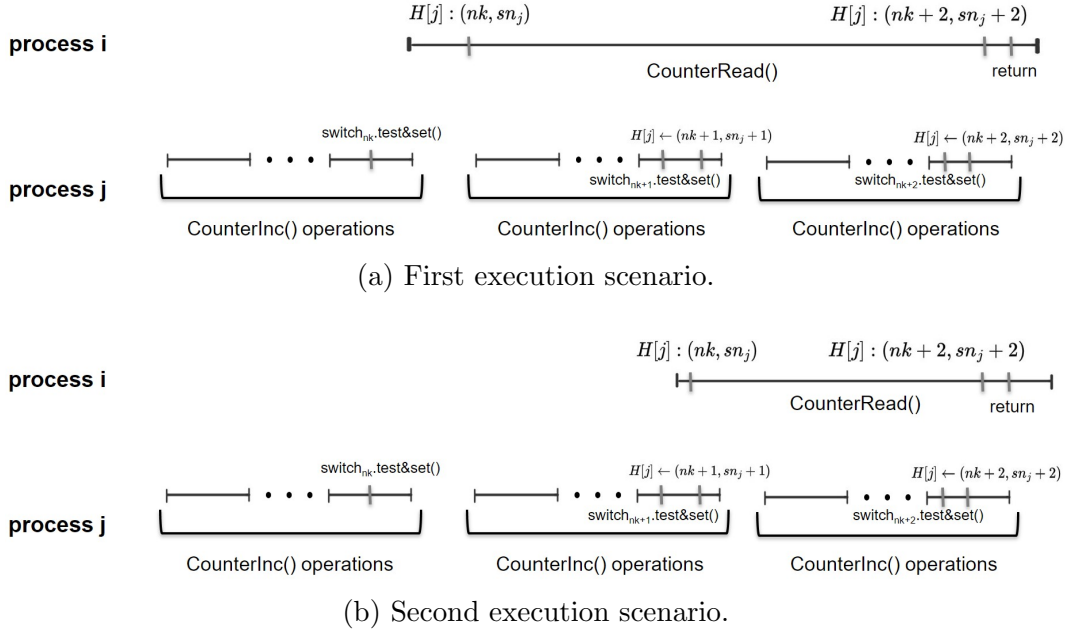 H[j] : (nk, sn_j) H[j] : (nk + 2, sn_j + 2)
process i
CounterRead() return
switch_nk.test&set() H[j] ← (nk + 1, sn_j + 1) H[j] ← (nk + 2, sn_j + 2)
process j
switch_nk+1.test&set() switch_nk+2.test&set()
CounterInc() operations CounterInc() operations CounterInc() operations
(a) First execution scenario.
H[j] : (nk, sn_j) H[j] : (nk + 2, sn_j + 2)
process i
CounterRead() return
switch_nk.test&set() H[j] ← (nk + 1, sn_j + 1) H[j] ← (nk + 2, sn_j + 2)
process j
switch_nk+1.test&set() switch_nk+2.test&set()
CounterInc() operations CounterInc() operations CounterInc() operations
(b) Second execution scenario.